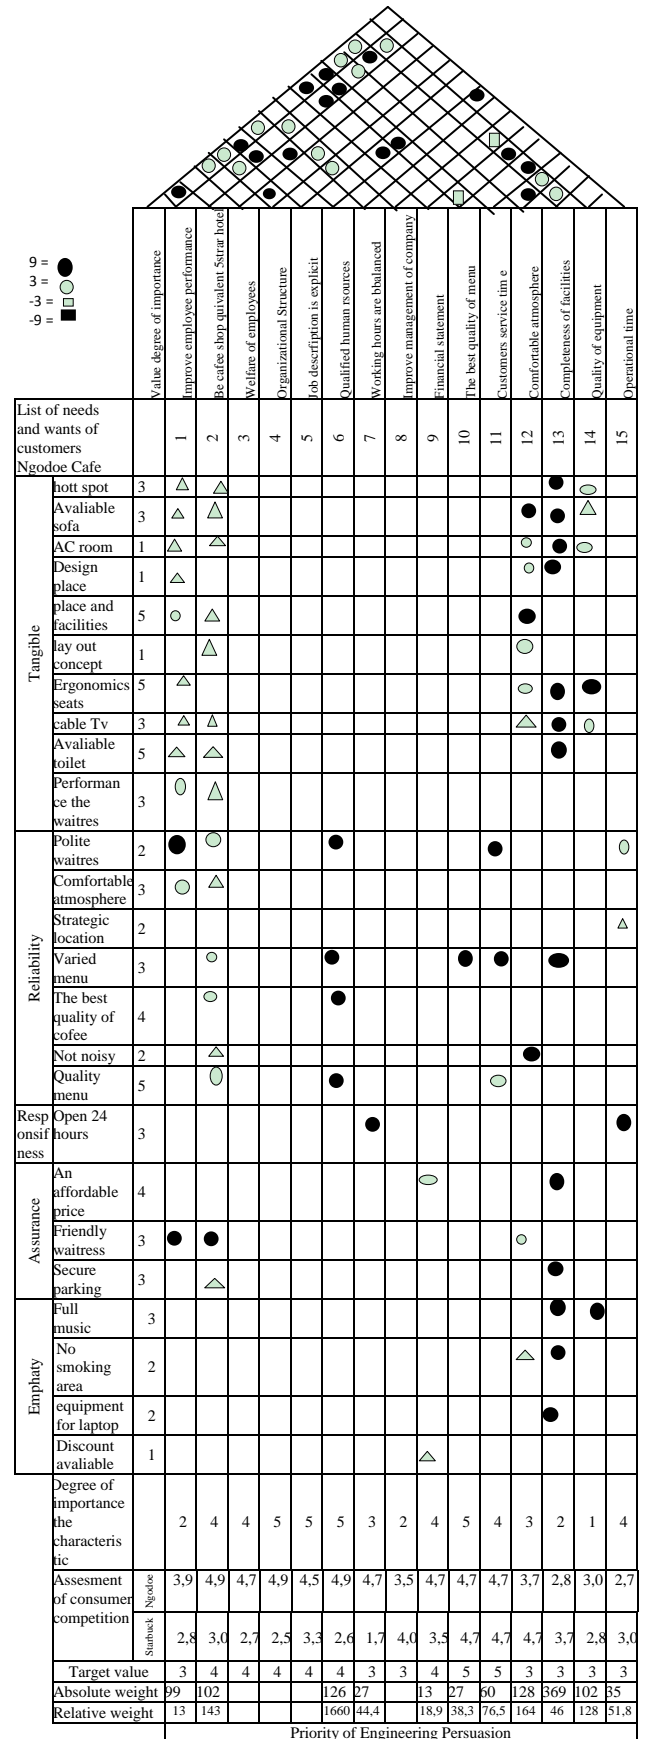 9 =
3 =
-3 =
-9 =
Value degree of importance
Improve employee performance
Be cafee shop quivalent 5strar hotel
Welfare of employees
Organizational Structure
Job descrfiption is explicit
Qualified human rsources
Working hours are bbalanced
Improve management of company
Financial statement
The best quality of menu
Customers service tim e
Comfortable atmosphere
Completeness of facilities
Quality of equipment
Operational time
List of needs
and wants of
customers
Ngodoe Cafe
1 2 3 4 5 6 7 8 9 10 11 12 13 14 15
Tangible
hott spot 3
Avaliable
sofa 3
AC room 1
Design
place 1
place and
facilities 5
lay out
concept 1
Ergonomics
seats 5
cable Tv 3
Avaliable
toilet 5
Performan
ce the
waitres 3
Reliability
Polite
waitres 2
Comfortable
atmosphere 3
Strategic
location 2
Varied
menu 3
The best
quality of
cofee 4
Not noisy 2
Quality
menu 5
Resp
onsif
ness
Open 24
hours 3
Assurance
An
affordable
price 4
Friendly
waitress 3
Secure
parking 3
Emphaty
Full
music 3
No
smoking
area 2
equipment
for laptop 2
Discount
avaliable 1
Degree of
importance
the
characteris
tic
2 4 4 5 5 5 3 2 4 5 4 3 2 1 4
Assesment
of consumer
competition
Ngodoe
3,9 4,9 4,7 4,9 4,5 4,9 4,7 3,5 4,7 4,7 4,7 3,7 2,8 3,0 2,7
Starbuck
2,8 3,0 2,7 2,5 3,3 2,6 1,7 4,0 3,5 4,7 4,7 4,7 3,7 2,8 3,0
Target value 3 4 4 4 4 4 3 3 4 5 5 3 3 3 3
Absolute weight 99 102 126 27 13 27 60 128 369 102 35
Relative weight 13 143 1660 44,4 18,9 38,3 76,5 164 46 128 51,8
Priority of Engineering Persuasion